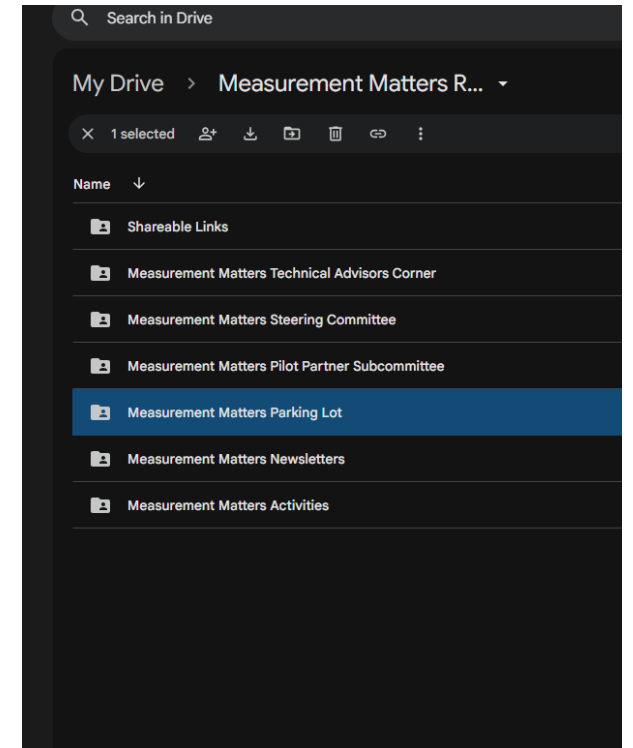 Search in Drive
My Drive > Measurement Matters R...
1 selected
Name
Shareable Links
Measurement Matters Technical Advisors Corner
Measurement Matters Steering Committee
Measurement Matters Pilot Partner Subcommittee
Measurement Matters Parking Lot
Measurement Matters Newsletters
Measurement Matters Activities